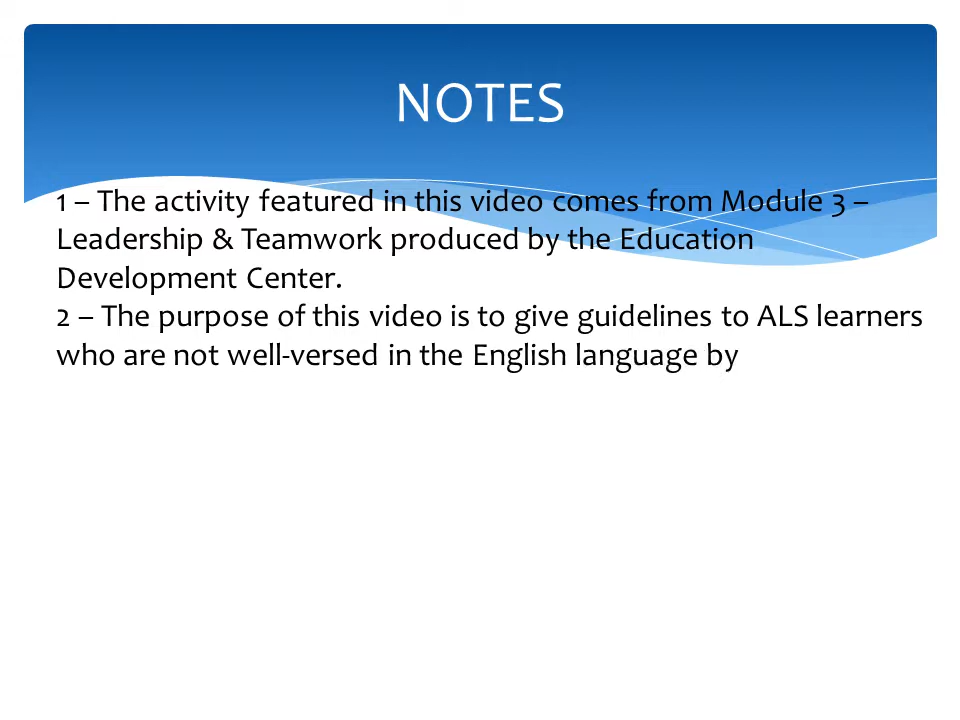 NOTES
1 – The activity featured in this video comes from Module 3 –
Leadership & Teamwork produced by the Education
Development Center.
2 – The purpose of this video is to give guidelines to ALS learners
who are not well-versed in the English language by